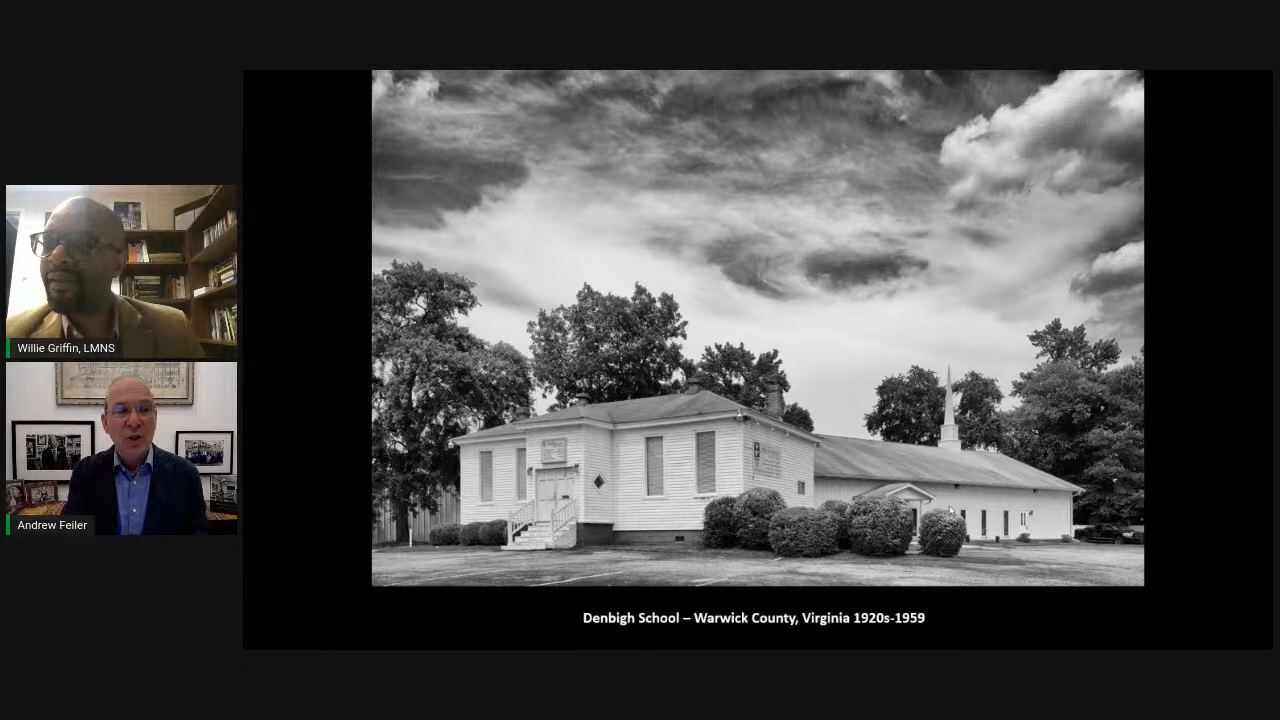 Willie Griffin, LMNS
Andrew Feiler
Denbigh School – Warwick County, Virginia 1920s-1959